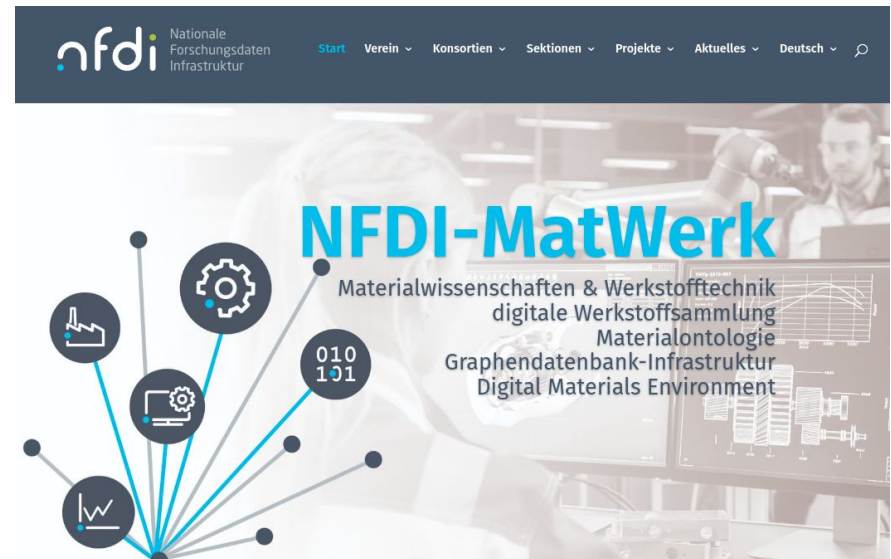 nfdi
Nationale
Forschungsdaten
Infrastruktur
Start Verein Konsortien Sektionen Projekte Aktuelles Deutsch
NFDI-MatWerk
Materialwissenschaften & Werkstofftechnik
digitale Werkstoffsammlung
Materialontologie
Graphendatenbank-Infrastruktur
Digital Materials Environment
010
101